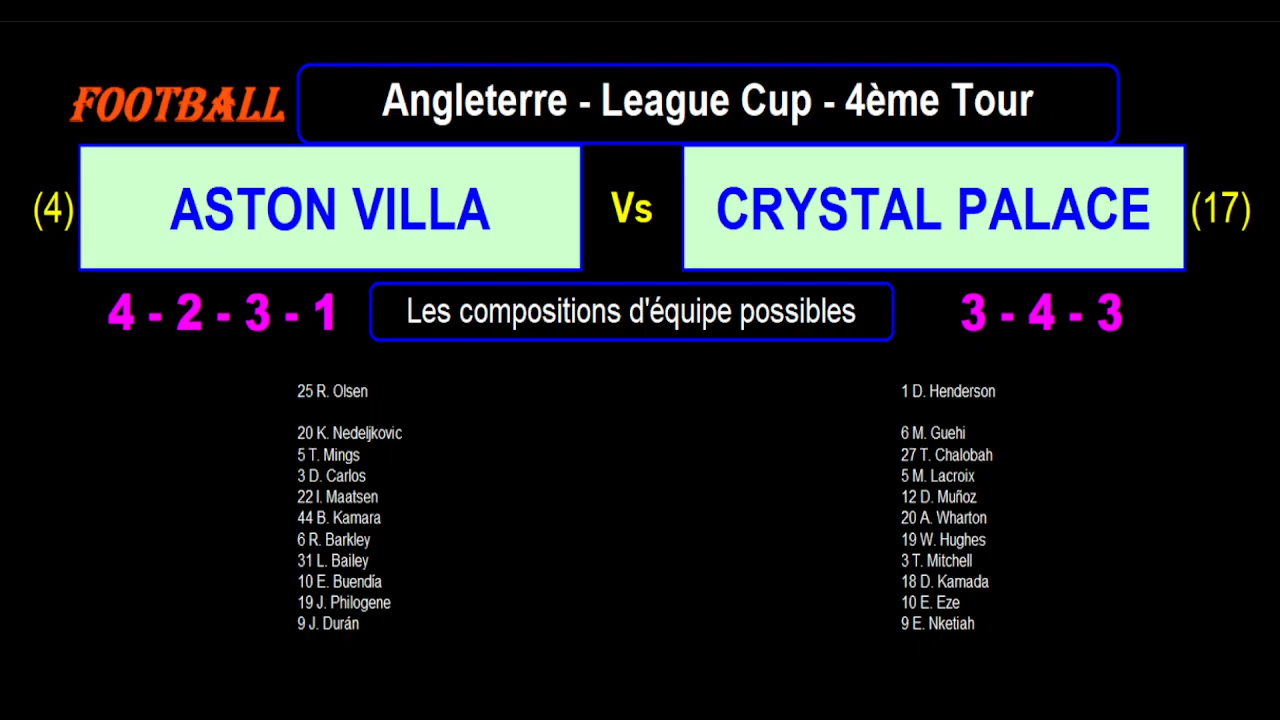 FOOTBALL
Angleterre - League Cup - 4ème Tour
(4) ASTON VILLA Vs CRYSTAL PALACE (17)
4 - 2 - 3 - 1 Les compositions d'équipe possibles 3 - 4 - 3
25 R. Olsen
20 K. Nedeljkovic
5 T. Mings
3 D. Carlos
22 I. Maatsen
44 B. Kamara
6 R. Barkley
31 L. Bailey
10 E. Buendía
19 J. Philogene
9 J. Durán
1 D. Henderson
6 M. Guehi
27 T. Chalobah
5 M. Lacroix
12 D. Muñoz
20 A. Wharton
19 W. Hughes
3 T. Mitchell
18 D. Kamada
10 E. Eze
9 E. Nketiah